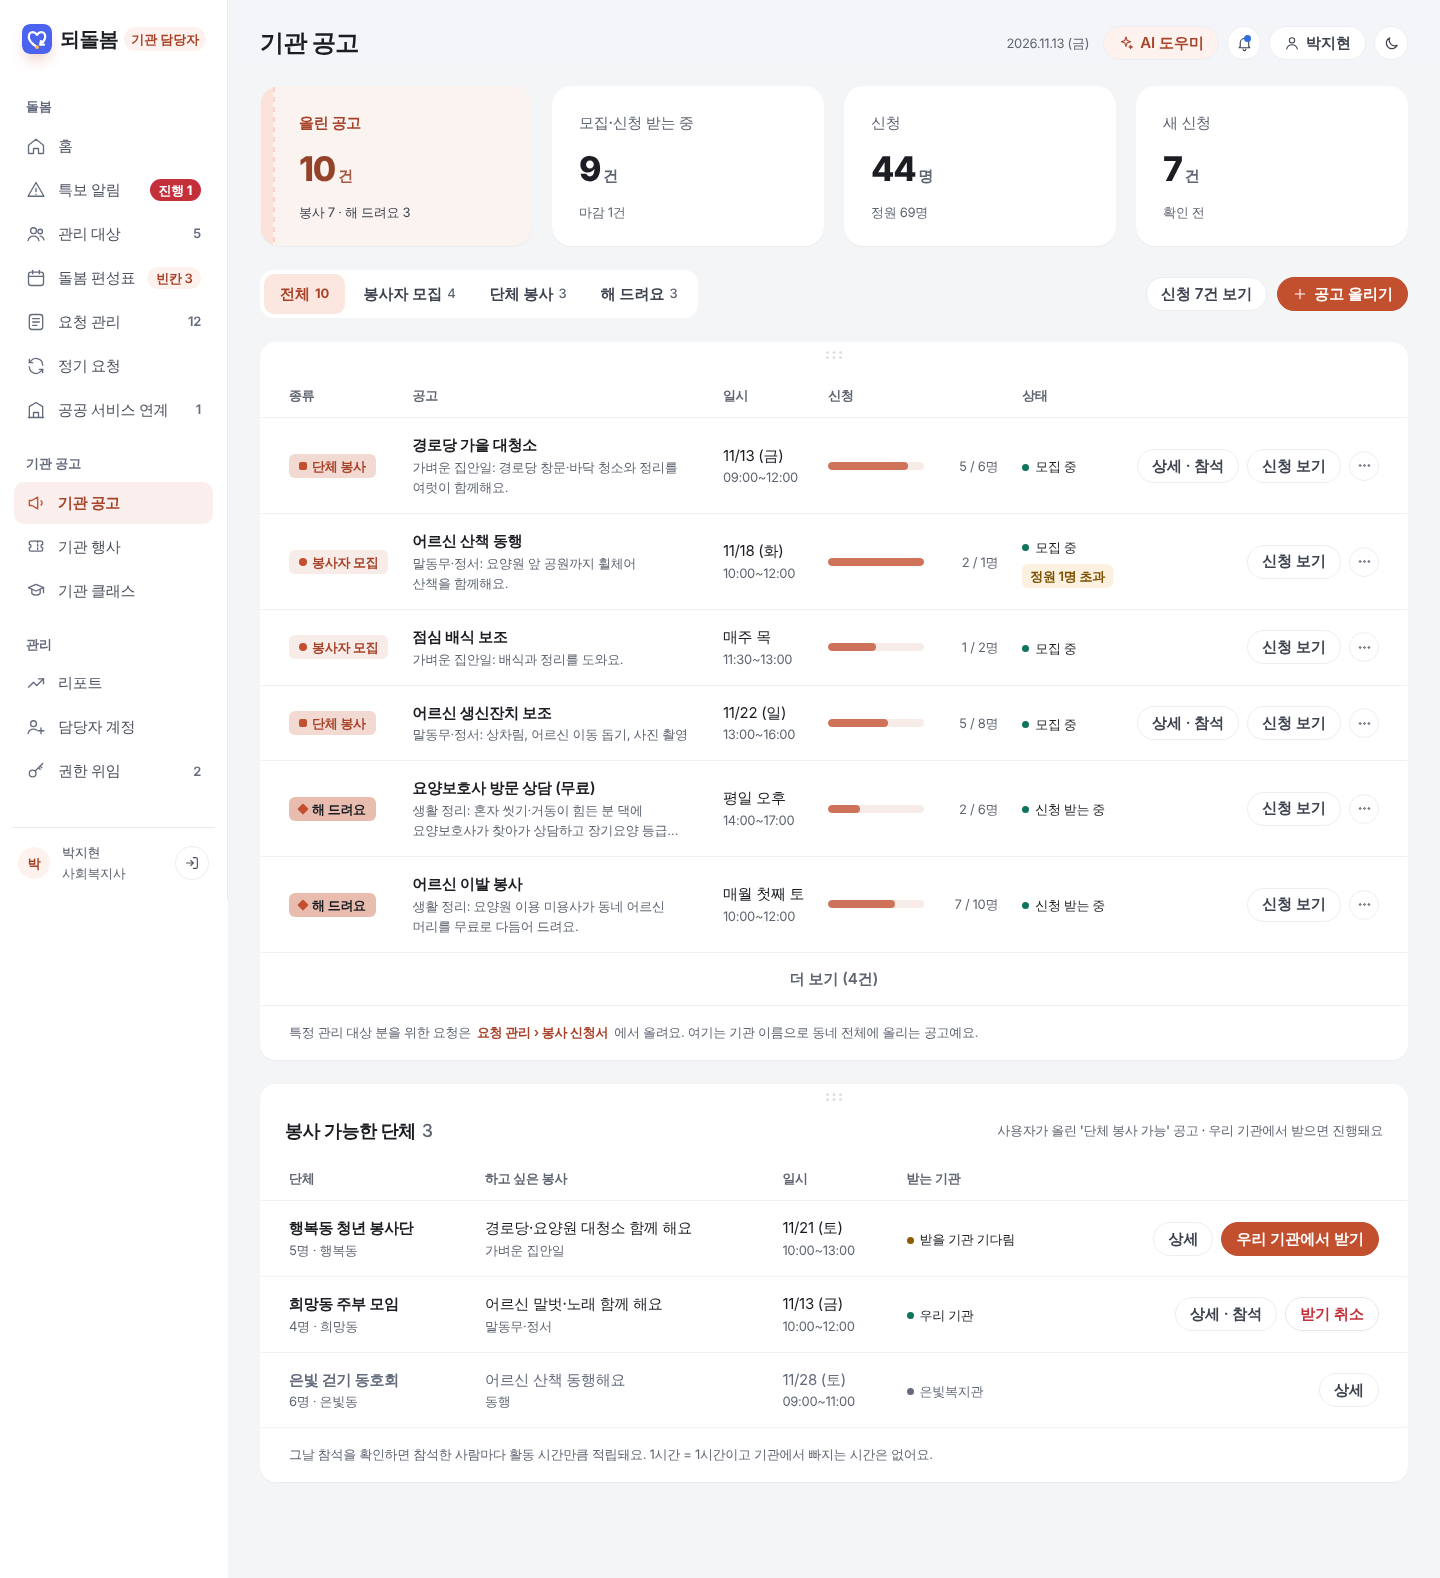 되돌봄 기관 담당자
돌봄
홈
특보 알림 진행 1
관리 대상 5
돌봄 편성표 빈칸 3
요청 관리 12
정기 요청
공공 서비스 연계 1
기관 공고
기관 공고
기관 행사
기관 클래스
관리
리포트
담당자 계정
권한 위임 2
박 박지현
사회복지사
기관 공고
2026.11.13 (금) AI 도우미 박지현
올린 공고
10건
봉사 7 · 해 드려요 3
모집·신청 받는 중
9건
마감 1건
신청
44명
정원 69명
새 신청
7건
확인 전
전체 10 봉사자 모집 4 단체 봉사 3 해 드려요 3
신청 7건 보기 + 공고 올리기
종류 공고 일시 신청 상태
단체 봉사
경로당 가을 대청소
가벼운 집안일: 경로당 창문·바닥 청소와 정리를
여럿이 함께해요.
11/13 (금)
09:00~12:00
5 / 6명 모집 중 상세 · 참석 신청 보기
봉사자 모집
어르신 산책 동행
말동무·정서: 요양원 앞 공원까지 휠체어
산책을 함께해요.
11/18 (화)
10:00~12:00
2 / 1명 모집 중
정원 1명 초과
신청 보기
봉사자 모집
점심 배식 보조
가벼운 집안일: 배식과 정리를 도와요.
매주 목
11:30~13:00
1 / 2명 모집 중 신청 보기
단체 봉사
어르신 생신잔치 보조
말동무·정서: 상차림, 어르신 이동 돕기, 사진 촬영
11/22 (일)
13:00~16:00
5 / 8명 모집 중 상세 · 참석 신청 보기
해 드려요
요양보호사 방문 상담 (무료)
생활 정리: 혼자 씻기·거동이 힘든 분 댁에
요양보호사가 찾아가 상담하고 장기요양 등급...
평일 오후
14:00~17:00
2 / 6명 신청 받는 중 신청 보기
해 드려요
어르신 이발 봉사
생활 정리: 요양원 이용 미용사가 동네 어르신
머리를 무료로 다듬어 드려요.
매월 첫째 토
10:00~12:00
7 / 10명 신청 받는 중 신청 보기
더 보기 (4건)
특정 관리 대상 분을 위한 요청은 요청 관리 › 봉사 신청서 에서 올려요. 여기는 기관 이름으로 동네 전체에 올리는 공고예요.
봉사 가능한 단체 3
사용자가 올린 '단체 봉사 가능' 공고 · 우리 기관에서 받으면 진행돼요
단체 하고 싶은 봉사 일시 받는 기관
행복동 청년 봉사단
5명 · 행복동
경로당·요양원 대청소 함께 해요
가벼운 집안일
11/21 (토)
10:00~13:00
받을 기관 기다림 상세 우리 기관에서 받기
희망동 주부 모임
4명 · 희망동
어르신 말벗·노래 함께 해요
말동무·정서
11/13 (금)
10:00~12:00
우리 기관 상세 · 참석 받기 취소
은빛 걷기 동호회
6명 · 은빛동
어르신 산책 동행해요
동행
11/28 (토)
09:00~11:00
은빛복지관 상세
그날 참석을 확인하면 참석한 사람마다 활동 시간만큼 적립돼요. 1시간 = 1시간이고 기관에서 빠지는 시간은 없어요.